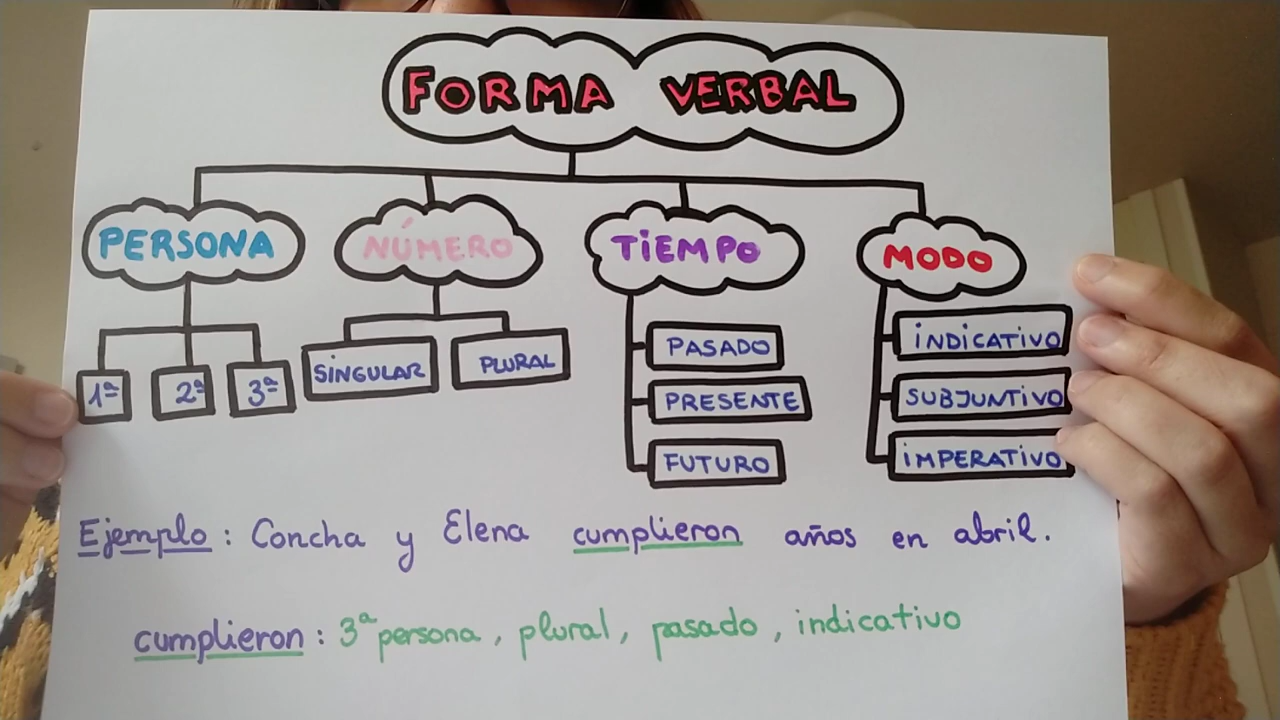 FORMA VERBAL
PERSONA NÚMERO TIEMPO MODO
1ª 2ª 3ª SINGULAR PLURAL
PASADO
PRESENTE
FUTURO
INDICATIVO
SUBJUNTIVO
IMPERATIVO
Ejemplo: Concha y Elena cumplieron años en abril.
cumplieron: 3ª persona, plural, pasado, indicativo